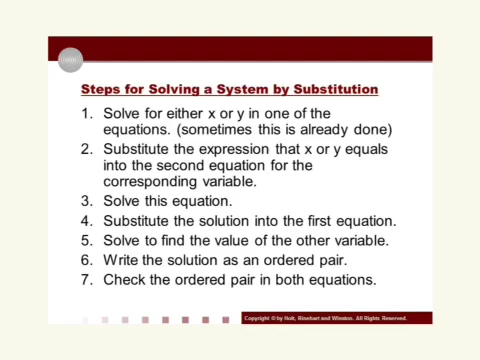 Steps for Solving a System by Substitution
1. Solve for either x or y in one of the
equations. (sometimes this is already done)
2. Substitute the expression that x or y equals
into the second equation for the
corresponding variable.
3. Solve this equation.
4. Substitute the solution into the first equation.
5. Solve to find the value of the other variable.
6. Write the solution as an ordered pair.
7. Check the ordered pair in both equations.
Copyright © by Holt, Rinehart and Winston. All Rights Reserved.